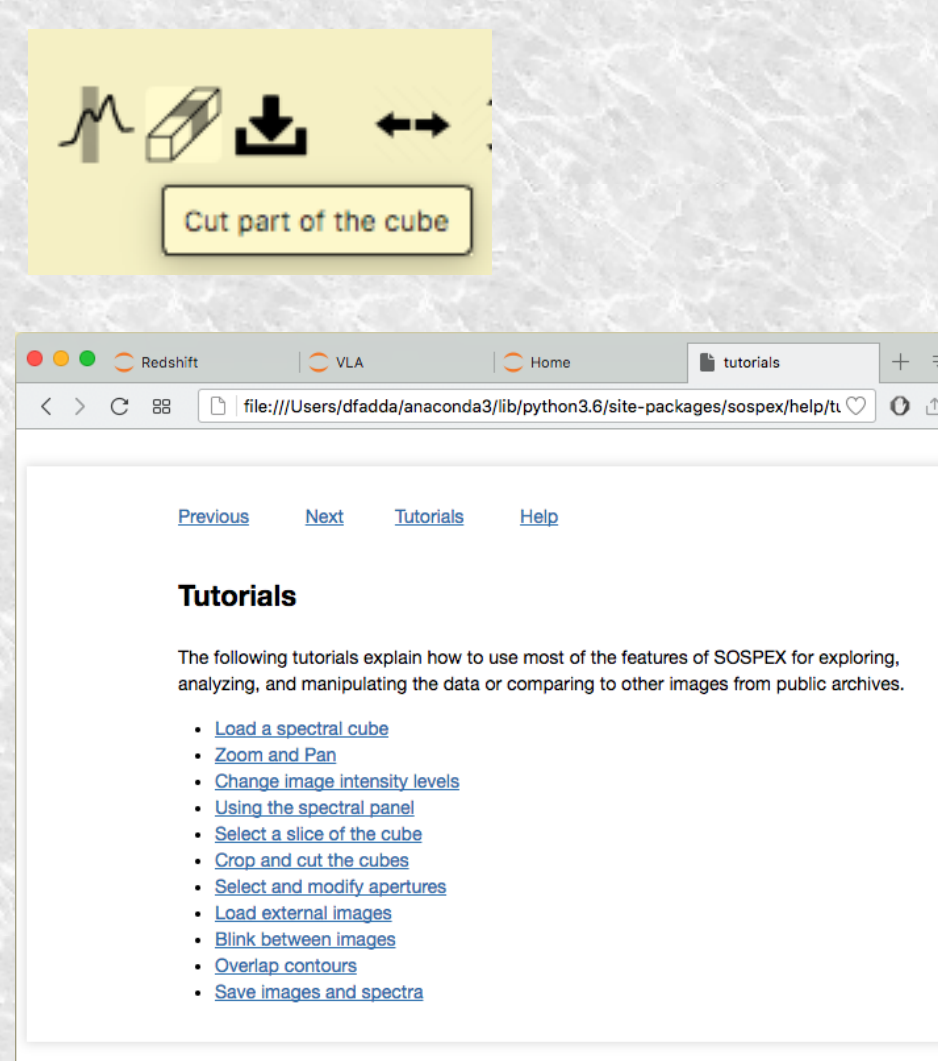 Cut part of the cube
Redshift
VLA
Home
tutorials
file:///Users/dfadda/anaconda3/lib/python3.6/site-packages/sospex/help/tu
Previous Next Tutorials Help
Tutorials
The following tutorials explain how to use most of the features of SOSPEX for exploring,
analyzing, and manipulating the data or comparing to other images from public archives.
• Load a spectral cube
• Zoom and Pan
• Change image intensity levels
• Using the spectral panel
• Select a slice of the cube
• Crop and cut the cubes
• Select and modify apertures
• Load external images
• Blink between images
• Overlap contours
• Save images and spectra